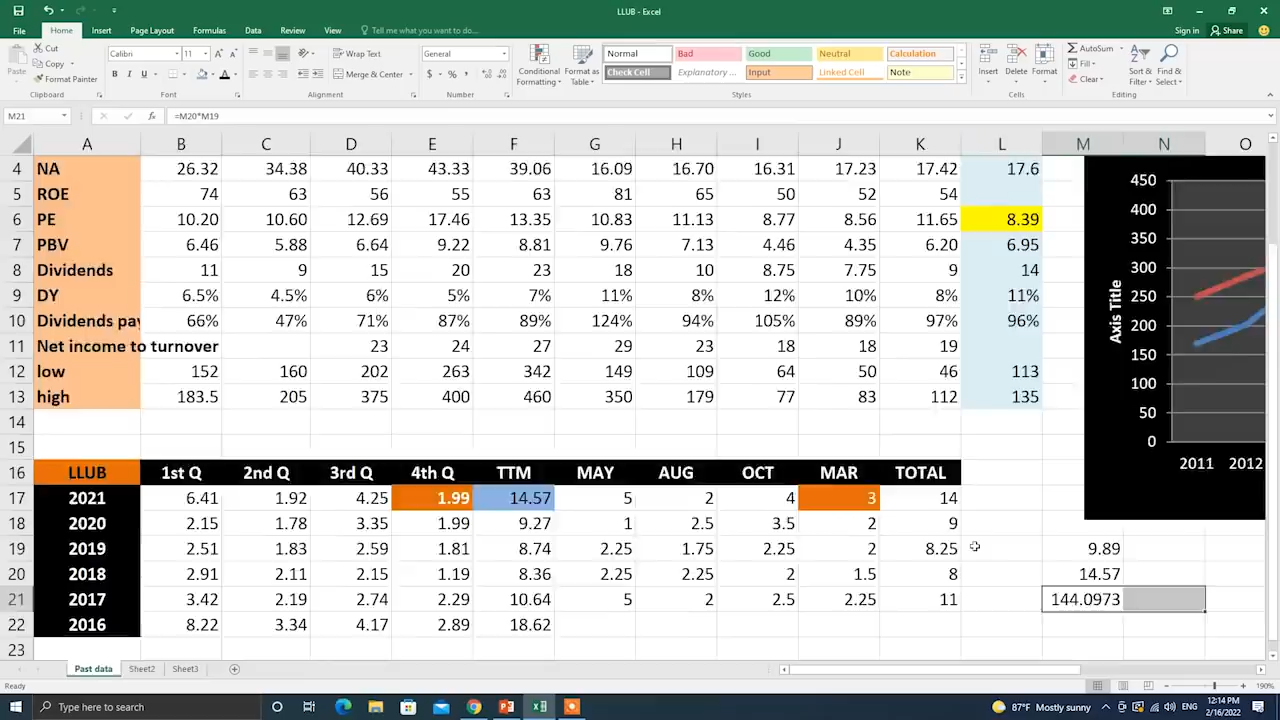 LLUB - Excel
File Home Insert Page Layout Formulas Data Review View Tell me what you want to do... Sign in Share
Cut Calibri 11 Wrap Text General Normal Bad Good Neutral Calculation AutoSum
Paste Copy Merge & Center Conditional Formatting Format as Table Check Cell Explanatory ... Input Linked Cell Note Insert Delete Format Fill Sort & Filter Find & Select
Format Painter Clear
Clipboard Font Alignment Number Styles Cells Editing
M21 =M20*M19
A B C D E F G H I J K L M N O
4 NA 26.32 34.38 40.33 43.33 39.06 16.09 16.70 16.31 17.23 17.42 17.6
5 ROE 74 63 56 55 63 81 65 50 52 54
6 PE 10.20 10.60 12.69 17.46 13.35 10.83 11.13 8.77 8.56 11.65 8.39
7 PBV 6.46 5.88 6.64 9.22 8.81 9.76 7.13 4.46 4.35 6.20 6.95
8 Dividends 11 9 15 20 23 18 10 8.75 7.75 9 14
9 DY 6.5% 4.5% 6% 5% 7% 11% 8% 12% 10% 8% 11%
10 Dividends pay 66% 47% 71% 87% 89% 124% 94% 105% 89% 97% 96%
11 Net income to turnover 23 24 27 29 23 18 18 19
12 low 152 160 202 263 342 149 109 64 50 46 113
13 high 183.5 205 375 400 460 350 179 77 83 112 135
14
15
16 LLUB 1st Q 2nd Q 3rd Q 4th Q TTM MAY AUG OCT MAR TOTAL
17 2021 6.41 1.92 4.25 1.99 14.57 5 2 4 3 14
18 2020 2.15 1.78 3.35 1.99 9.27 1 2.5 3.5 2 9
19 2019 2.51 1.83 2.59 1.81 8.74 2.25 1.75 2.25 2 8.25 9.89
20 2018 2.91 2.11 2.15 1.19 8.36 2.25 2.25 2 1.5 8 14.57
21 2017 3.42 2.19 2.74 2.29 10.64 5 2 2.5 2.25 11 144.0973
22 2016 8.22 3.34 4.17 2.89 18.62
23
Axis Title
450
400
350
300
250
200
150
100
50
0
2011 2012
Past data Sheet2 Sheet3
Ready 190%
Type here to search 87°F Mostly sunny ENG 12:14 PM
2/16/2022